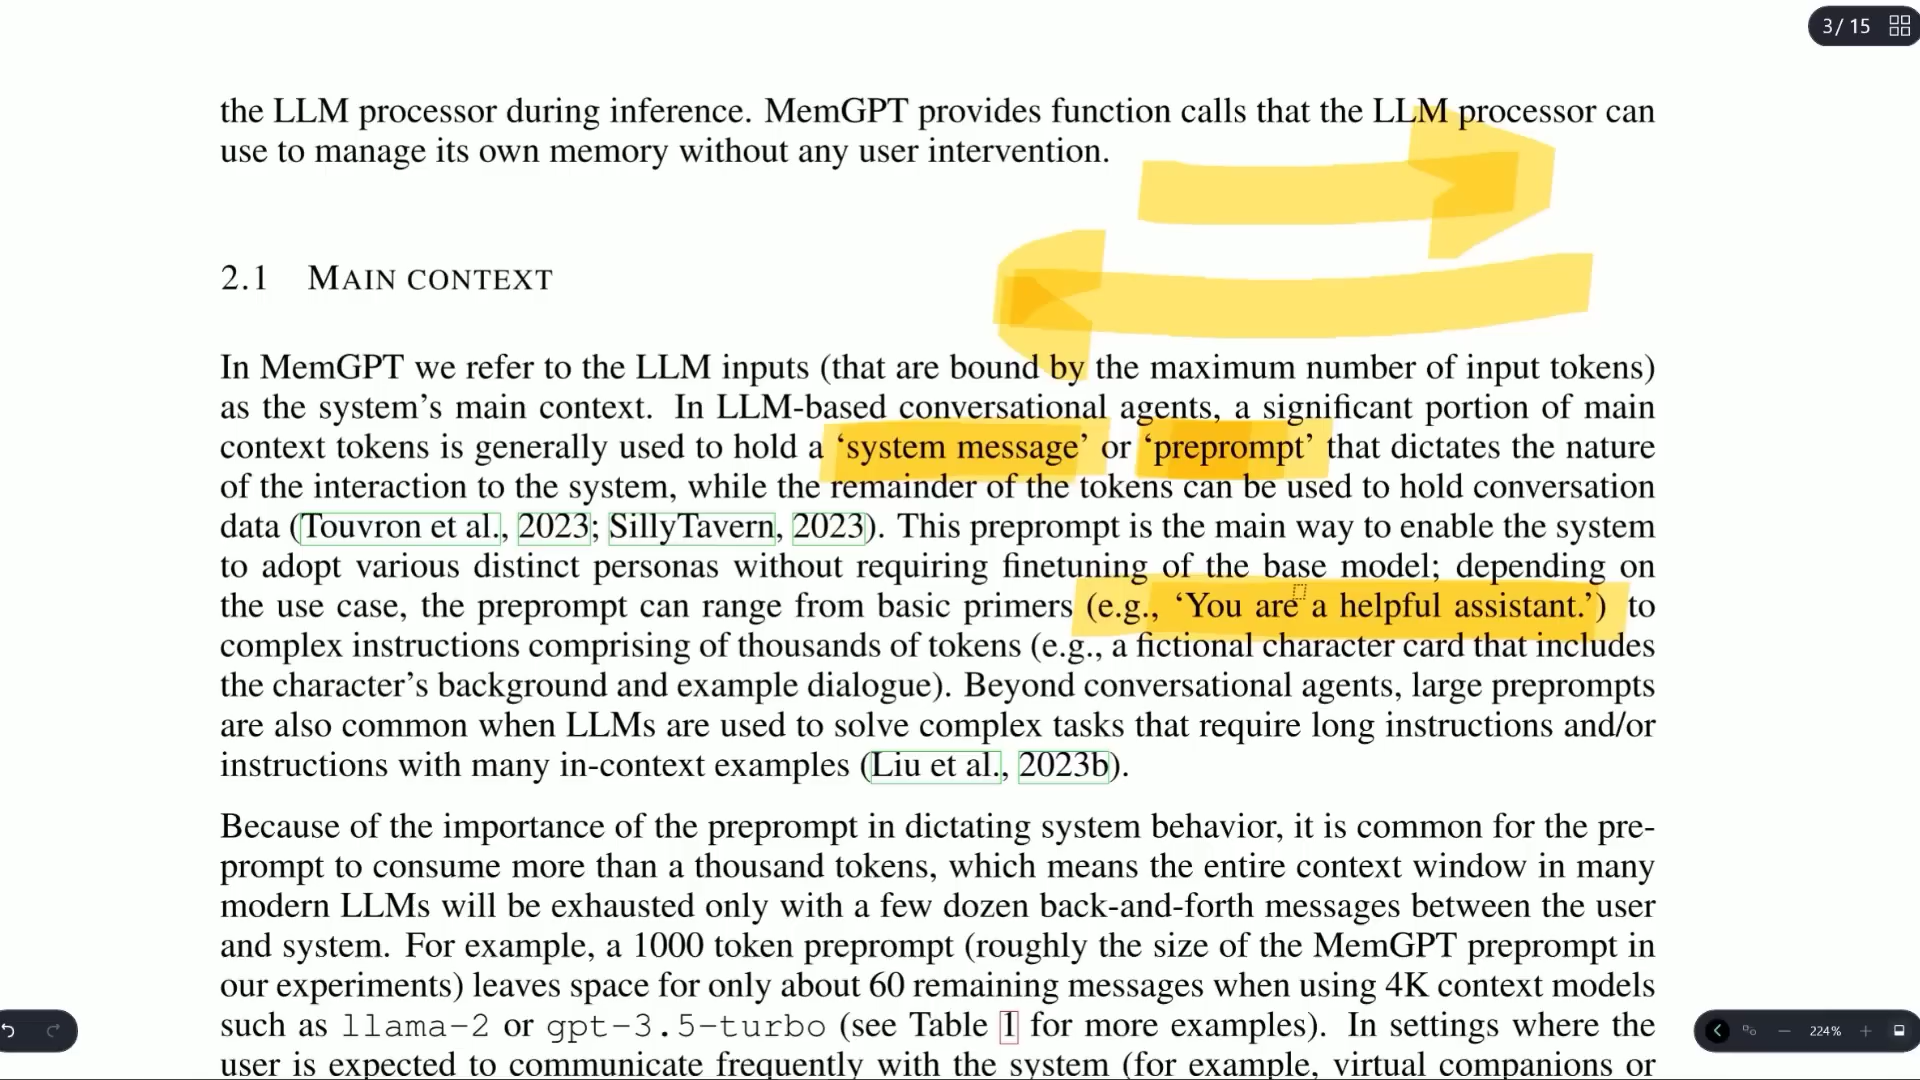 3/ 15
the LLM processor during inference. MemGPT provides function calls that the LLM processor can
use to manage its own memory without any user intervention.
2.1 MAIN CONTEXT
In MemGPT we refer to the LLM inputs (that are bound by the maximum number of input tokens)
as the system’s main context. In LLM-based conversational agents, a significant portion of main
context tokens is generally used to hold a ‘system message’ or ‘preprompt’ that dictates the nature
of the interaction to the system, while the remainder of the tokens can be used to hold conversation
data (Touvron et al., 2023; SillyTavern, 2023). This preprompt is the main way to enable the system
to adopt various distinct personas without requiring finetuning of the base model; depending on
the use case, the preprompt can range from basic primers (e.g., ‘You are a helpful assistant.’) to
complex instructions comprising of thousands of tokens (e.g., a fictional character card that includes
the character’s background and example dialogue). Beyond conversational agents, large preprompts
are also common when LLMs are used to solve complex tasks that require long instructions and/or
instructions with many in-context examples (Liu et al., 2023b).
Because of the importance of the preprompt in dictating system behavior, it is common for the pre-
prompt to consume more than a thousand tokens, which means the entire context window in many
modern LLMs will be exhausted only with a few dozen back-and-forth messages between the user
and system. For example, a 1000 token preprompt (roughly the size of the MemGPT preprompt in
our experiments) leaves space for only about 60 remaining messages when using 4K context models
such as llama-2 or gpt-3.5-turbo (see Table 1 for more examples). In settings where the
user is expected to communicate frequently with the system (for example, virtual companions or
224%